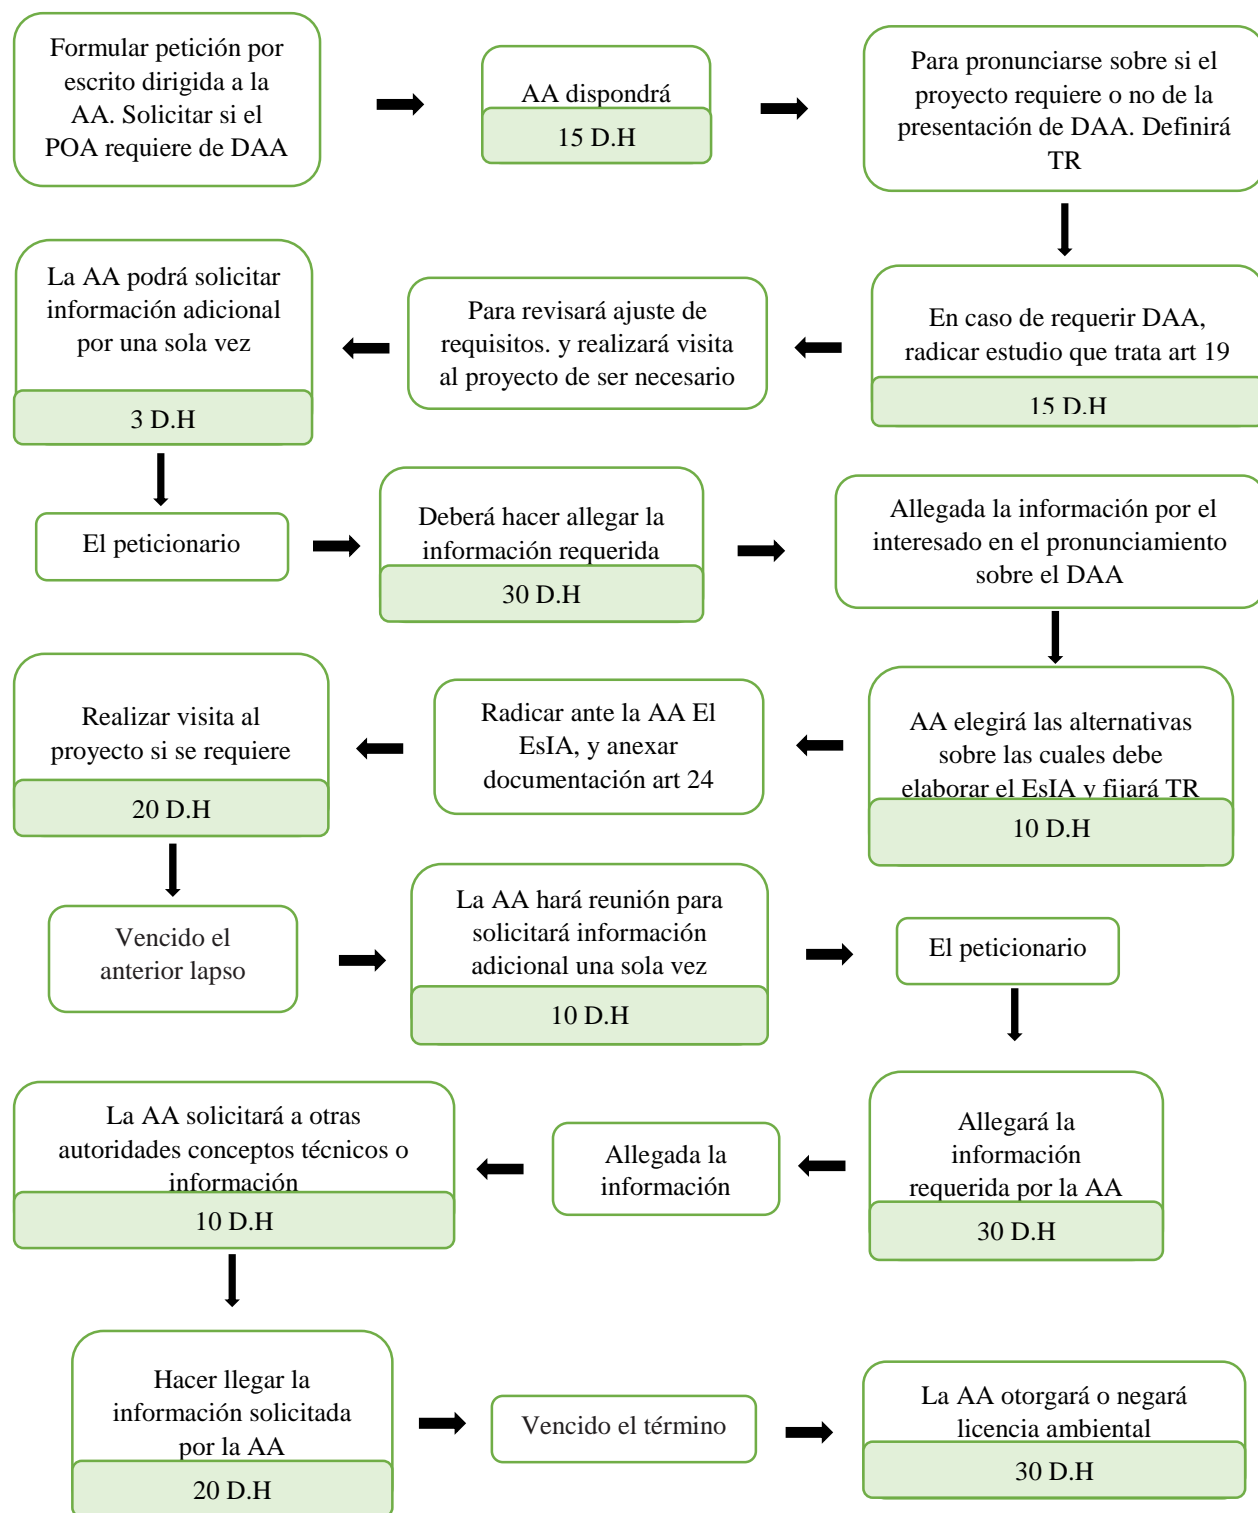 Formular petición por
escrito dirigida a la
AA. Solicitar si el
POA requiere de DAA
AA dispondrá
15 D.H
Para pronunciarse sobre si el
proyecto requiere o no de la
presentación de DAA. Definirá
TR
En caso de requerir DAA,
radicar estudio que trata art 19
15 D.H
Para revisará ajuste de
requisitos. y realizará visita
al proyecto de ser necesario
La AA podrá solicitar
información adicional
por una sola vez
3 D.H
El peticionario
Deberá hacer allegar la
información requerida
30 D.H
Allegada la información por el
interesado en el pronunciamiento
sobre el DAA
AA elegirá las alternativas
sobre las cuales debe
elaborar el EsIA y fijará TR
10 D.H
Radicar ante la AA El
EsIA, y anexar
documentación art 24
Realizar visita al
proyecto si se requiere
20 D.H
Vencido el
anterior lapso
La AA hará reunión para
solicitará información
adicional una sola vez
10 D.H
El peticionario
Allegará la
información
requerida por la AA
30 D.H
Allegada la
información
La AA solicitará a otras
autoridades conceptos técnicos o
información
10 D.H
Hacer llegar la
información solicitada
por la AA
20 D.H
Vencido el término
La AA otorgará o negará
licencia ambiental
30 D.H